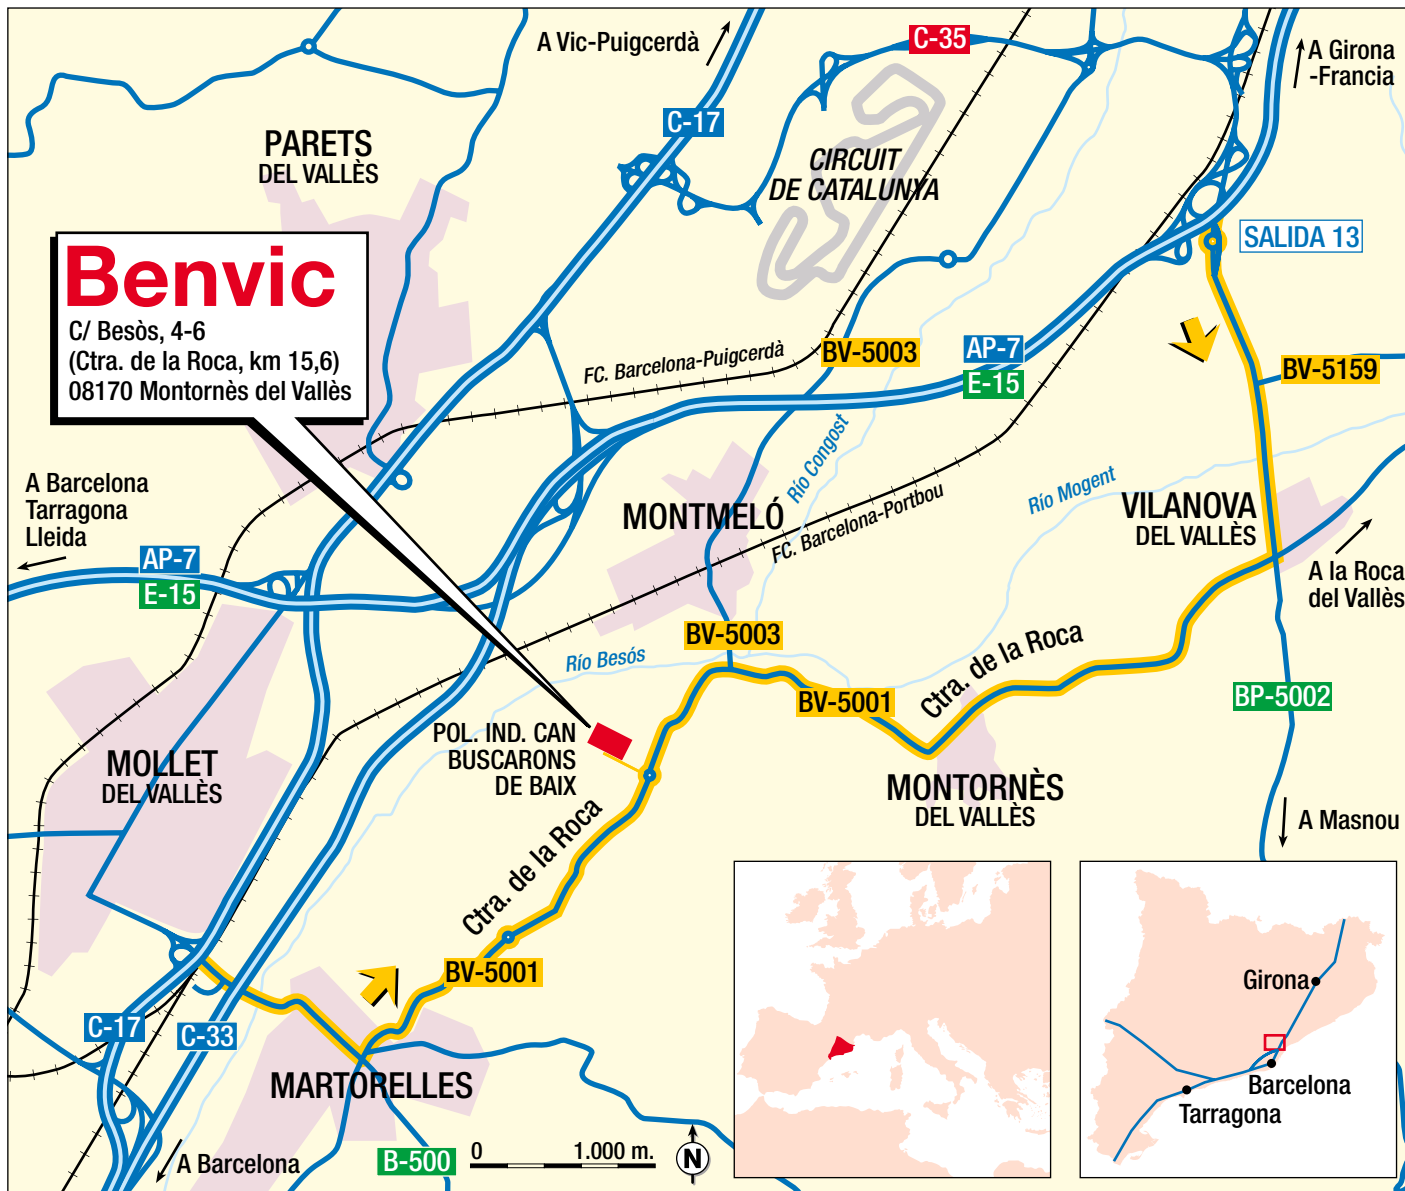 A Vic-Puigcerdà
C-35
A Girona
-Francia
C-17
PARETS
DEL VALLÈS
CIRCUIT
DE CATALUNYA
SALIDA 13
Benvic
C/ Besòs, 4-6
(Ctra. de la Roca, km 15,6)
08170 Montornès del Vallès
FC. Barcelona-Puigcerdà
BV-5003
AP-7
E-15
BV-5159
A Barcelona
Tarragona
Lleida
AP-7
E-15
MONTMELÓ
Río Congost
FC. Barcelona-Portbou
Río Mogent
VILANOVA
DEL VALLÈS
A la Roca
del Vallès
BV-5003
Río Besós
Ctra. de la Roca
BV-5001
BP-5002
POL. IND. CAN
BUSCARONS
DE BAIX
MOLLET
DEL VALLÈS
MONTORNÈS
DEL VALLÈS
A Masnou
Ctra. de la Roca
BV-5001
C-17
C-33
MARTORELLES
A Barcelona
B-500
0
1.000 m.
N
Girona
Barcelona
Tarragona